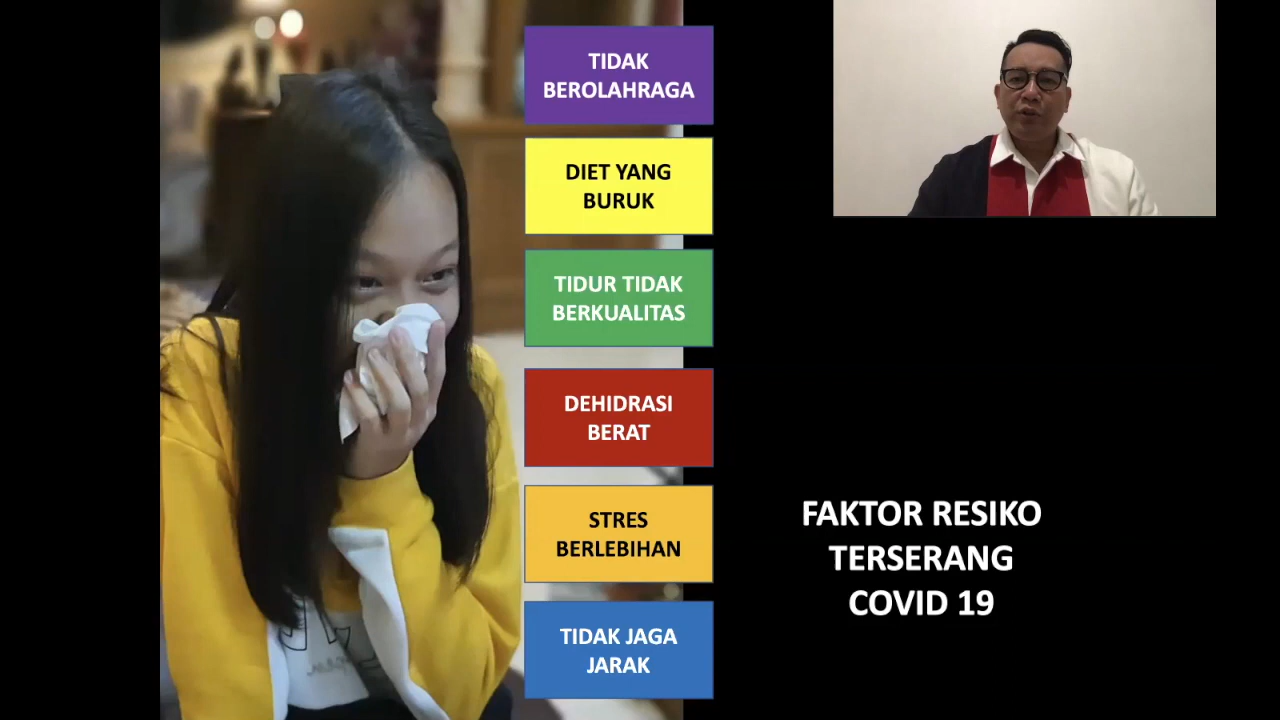 TIDAK
BEROLAHRAGA
DIET YANG
BURUK
TIDUR TIDAK
BERKUALITAS
DEHIDRASI
BERAT
STRES
BERLEBIHAN
TIDAK JAGA
JARAK
FAKTOR RESIKO
TERSERANG
COVID 19